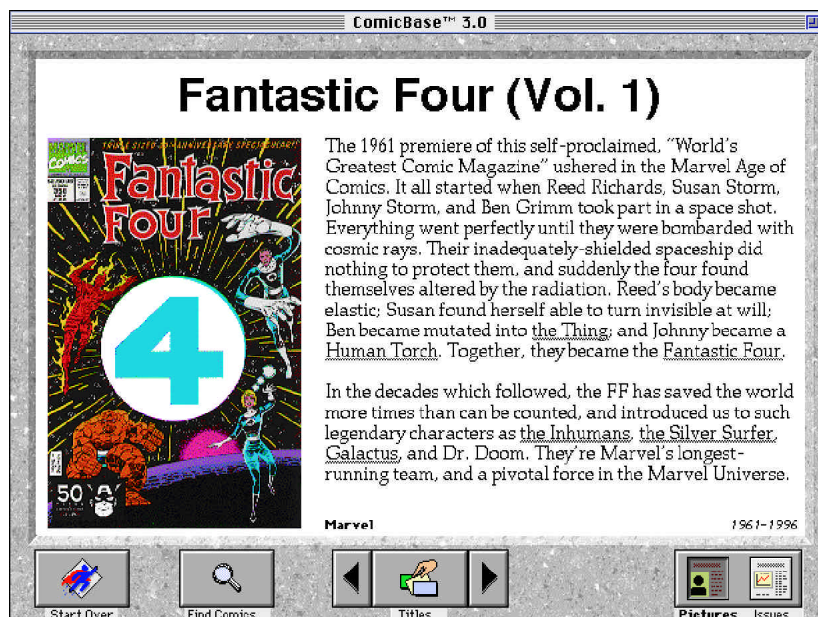 ComicBase™ 3.0
Fantastic Four (Vol. 1)
TRIPLE SIZED 30TH ANNIVERSARY SPECTACULAR!
MARVEL
COMICS
Fantastic
Four
4
50
The 1961 premiere of this self-proclaimed, “World’s
Greatest Comic Magazine” ushered in the Marvel Age of
Comics. It all started when Reed Richards, Susan Storm,
Johnny Storm, and Ben Grimm took part in a space shot.
Everything went perfectly until they were bombarded with
cosmic rays. Their inadequately-shielded spaceship did
nothing to protect them, and suddenly the four found
themselves altered by the radiation. Reed’s body became
elastic; Susan found herself able to turn invisible at will;
Ben became mutated into the Thing; and Johnny became a
Human Torch. Together, they became the Fantastic Four.
In the decades which followed, the FF has saved the world
more times than can be counted, and introduced us to such
legendary characters as the Inhumans, the Silver Surfer,
Galactus, and Dr. Doom. They’re Marvel’s longest-
running team, and a pivotal force in the Marvel Universe.
Marvel
1961-1996
Start Over
Find Comics
Titles
Pictures
Issues